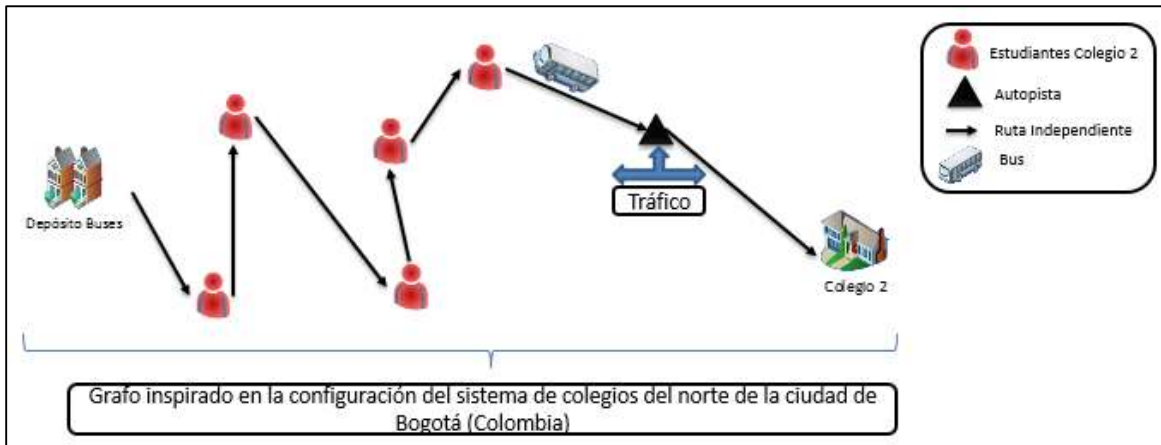 Estudiantes Colegio 2
Autopista
Ruta Independiente
Bus
Depósito Buses
Tráfico
Colegio 2
Grafo inspirado en la configuración del sistema de colegios del norte de la ciudad de
Bogotá (Colombia)